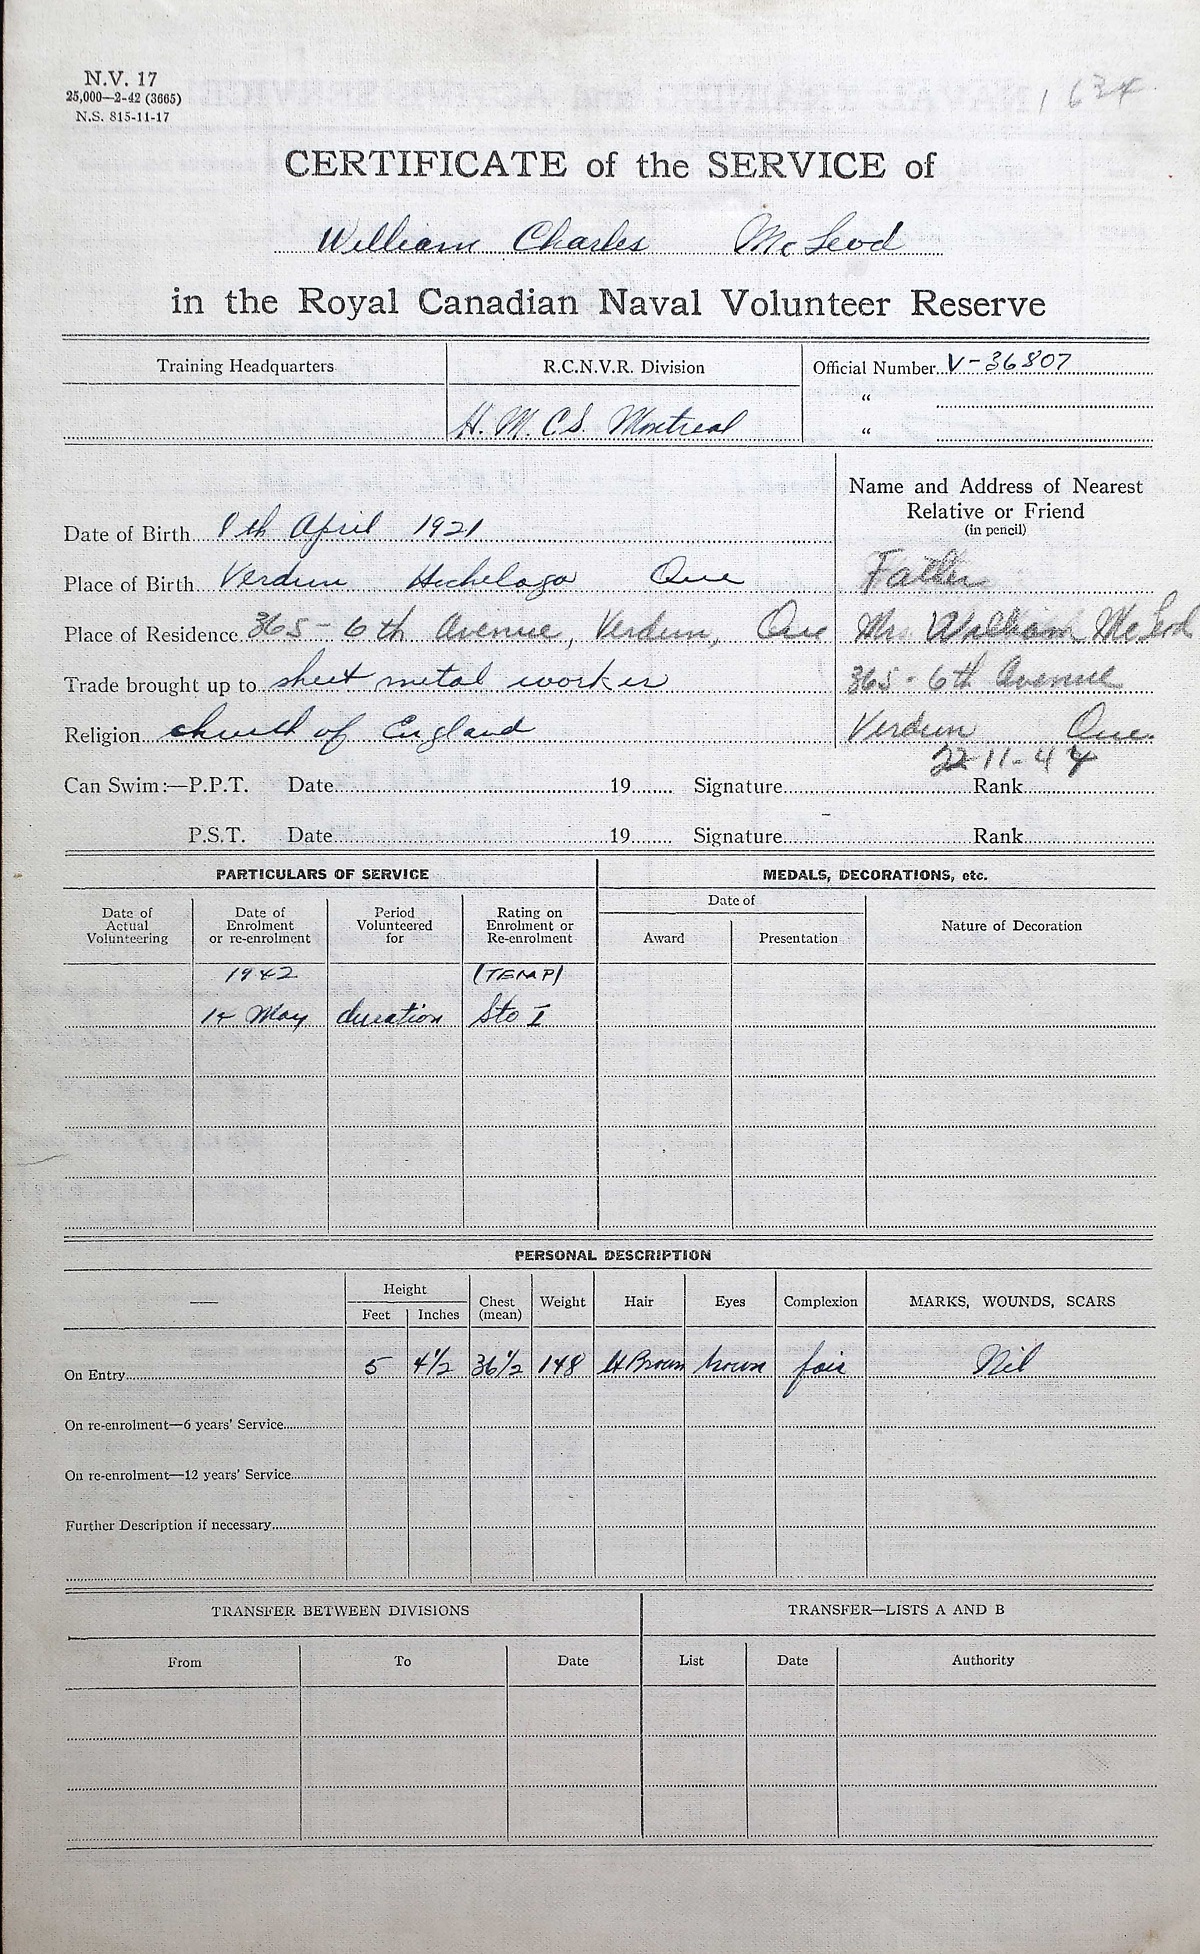 N.V. 17
25,000—2-42 (3665)
N.S. 815-11-17
1634
CERTIFICATE of the SERVICE of
William Charles McLeod
in the Royal Canadian Naval Volunteer Reserve
Training Headquarters R.C.N.V.R. Division Official Number V-36807
"
H.M.C.S. Montreal "
Name and Address of Nearest
Relative or Friend
(in pencil)
Date of Birth 8th April 1921
Place of Birth Verdun Hochelaga Que Father
Place of Residence 365-6th Avenue, Verdun, Que William McLeod
Trade brought up to sheet metal worker 365-6th Avenue
Religion church of England Verdun Que.
22-11-44
Can Swim:—P.P.T. Date 19 Signature Rank
P.S.T. Date 19 Signature Rank
PARTICULARS OF SERVICE MEDALS, DECORATIONS, etc.
Date of Actual Volunteering Date of Enrolment or re-enrolment Period Volunteered for Rating on Enrolment or Re-enrolment Date of Award Presentation Nature of Decoration
1942 (TEMP)
14 May duration Sto I
PERSONAL DESCRIPTION
— Height Feet Inches Chest (mean) Weight Hair Eyes Complexion MARKS, WOUNDS, SCARS
On Entry 5 4½ 36½ 148 Lt Brown brown fair Nil
On re-enrolment—6 years' Service
On re-enrolment—12 years' Service
Further Description if necessary
TRANSFER BETWEEN DIVISIONS TRANSFER—LISTS A AND B
From To Date List Date Authority